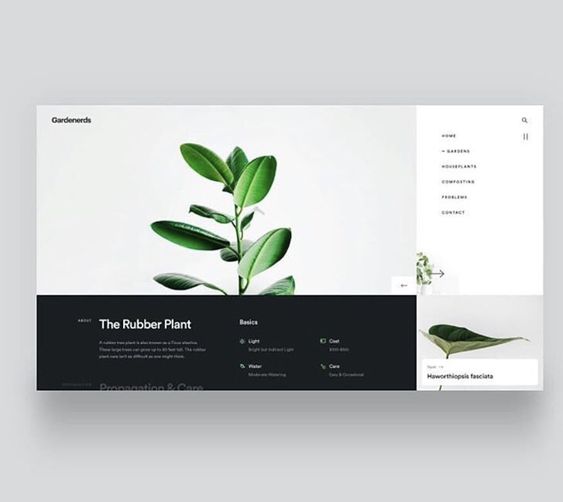 Gardenerds
HOME
GARDENS
HOUSEPLANTS
COMPOSTING
PROBLEMS
CONTACT
ABOUT
The Rubber Plant
A rubber tree plant is also known as a Ficus elastica.
These large trees can grow up to 50 feet tall. The rubber
plant care isn't as difficult as one might think.
Basics
Light
Bright but Indirect Light
Cost
Water
Moderate Watering
Care
Easy & Occasional
PROPAGATION
Propagation & Care
Next
Haworthiopsis fasciata